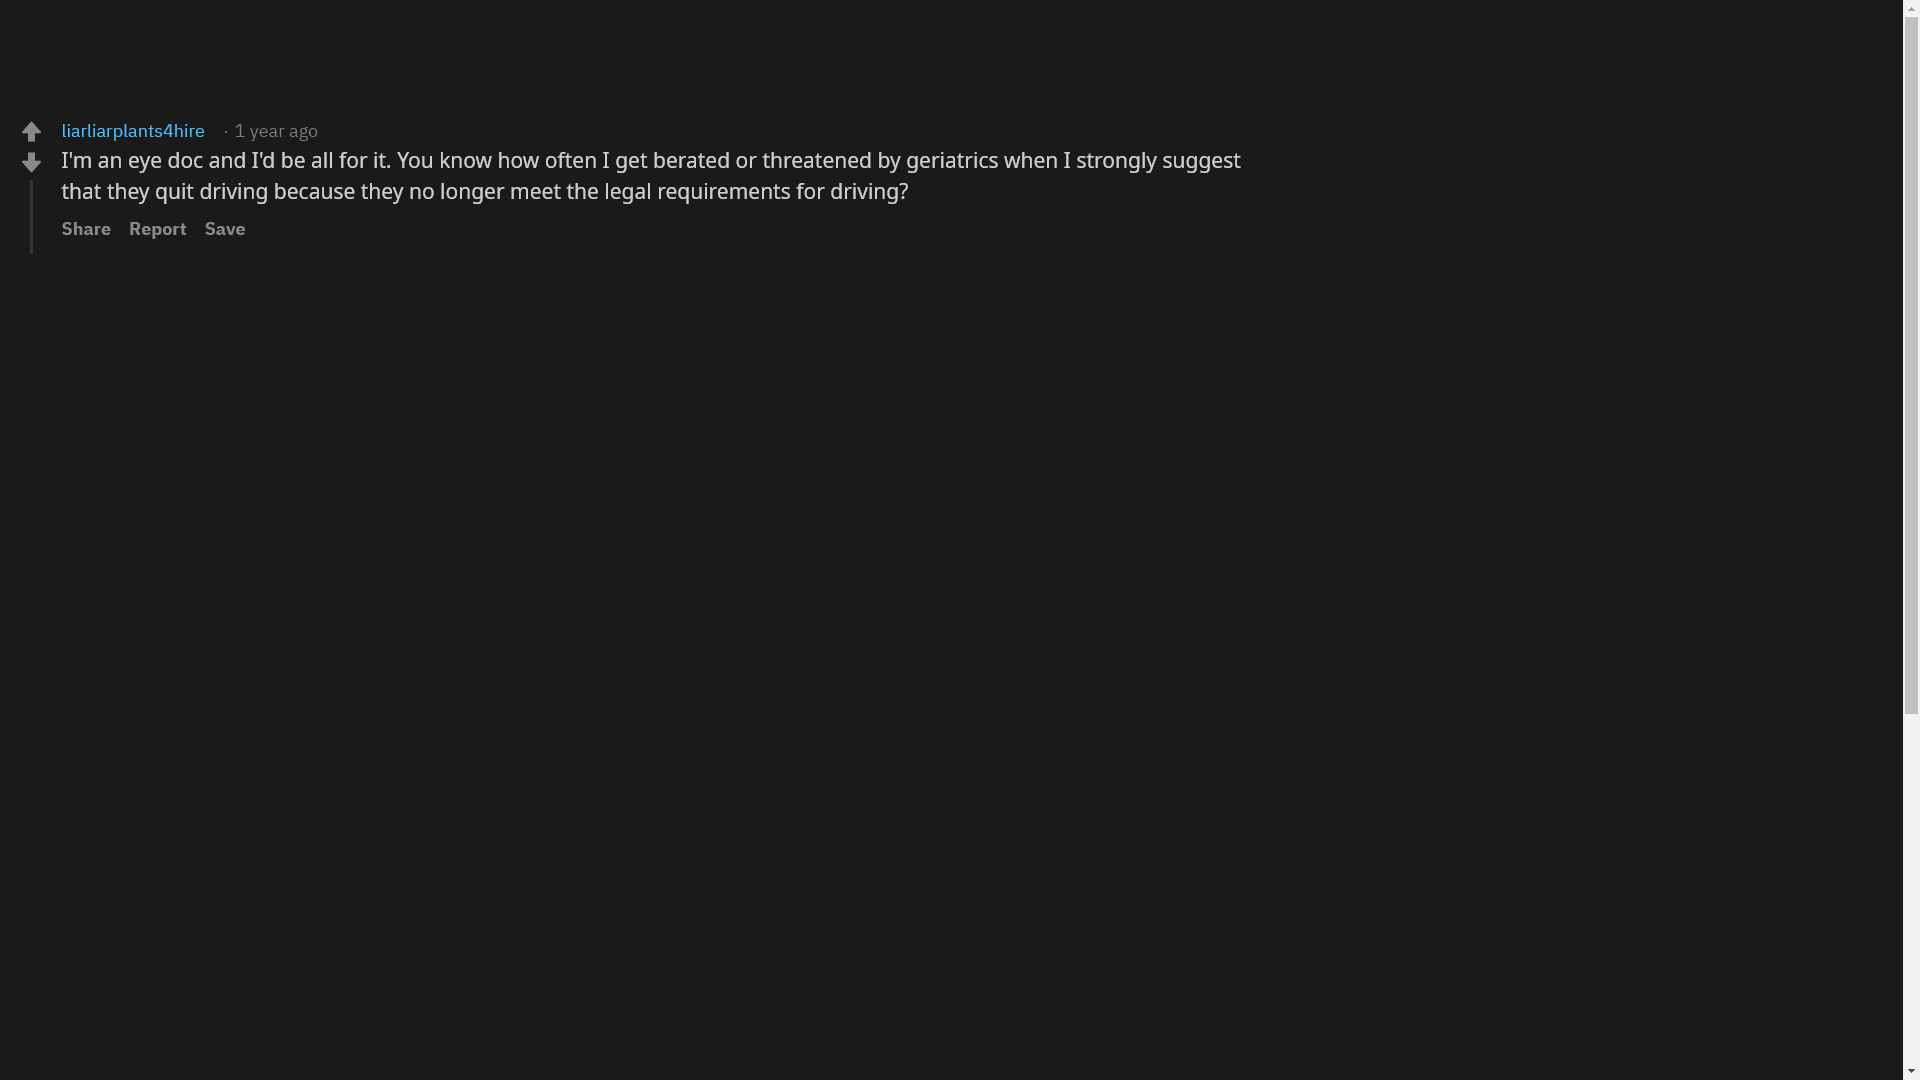 liarliarplants4hire · 1 year ago
I'm an eye doc and I'd be all for it. You know how often I get berated or threatened by geriatrics when I strongly suggest
that they quit driving because they no longer meet the legal requirements for driving?
Share Report Save